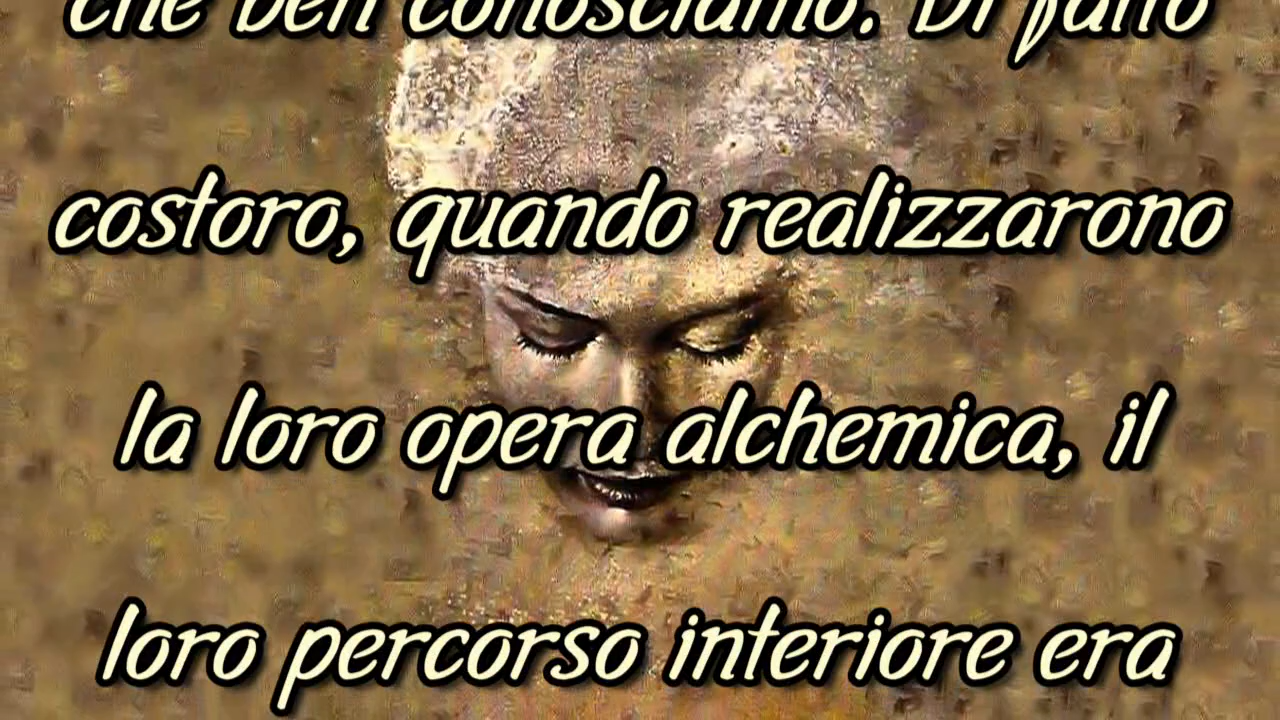 che ben conosciamo. Di fatto
costoro, quando realizzarono
la loro opera alchemica, il
loro percorso interiore era